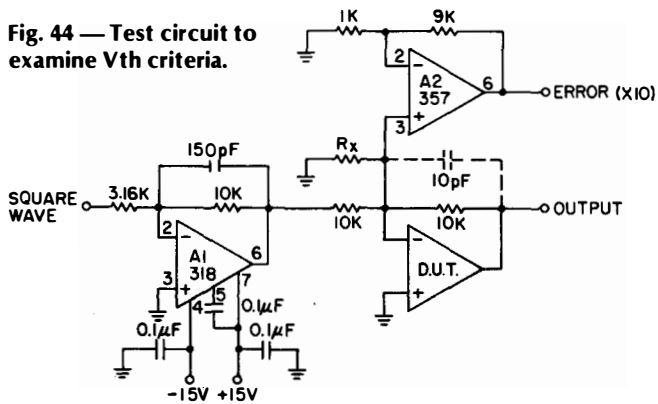 Fig. 44 — Test circuit to
examine Vth criteria.
1K
9K
2
−
A2
357
6
ERROR (X10)
+
3
Rx
150pF
10pF
SQUARE
WAVE
3.16K
10K
10K
10K
OUTPUT
2
−
A1
318
6
7
3
+
4
5
−
D.U.T.
+
0.1µF
0.1µF
0.1µF
−15V
+15V